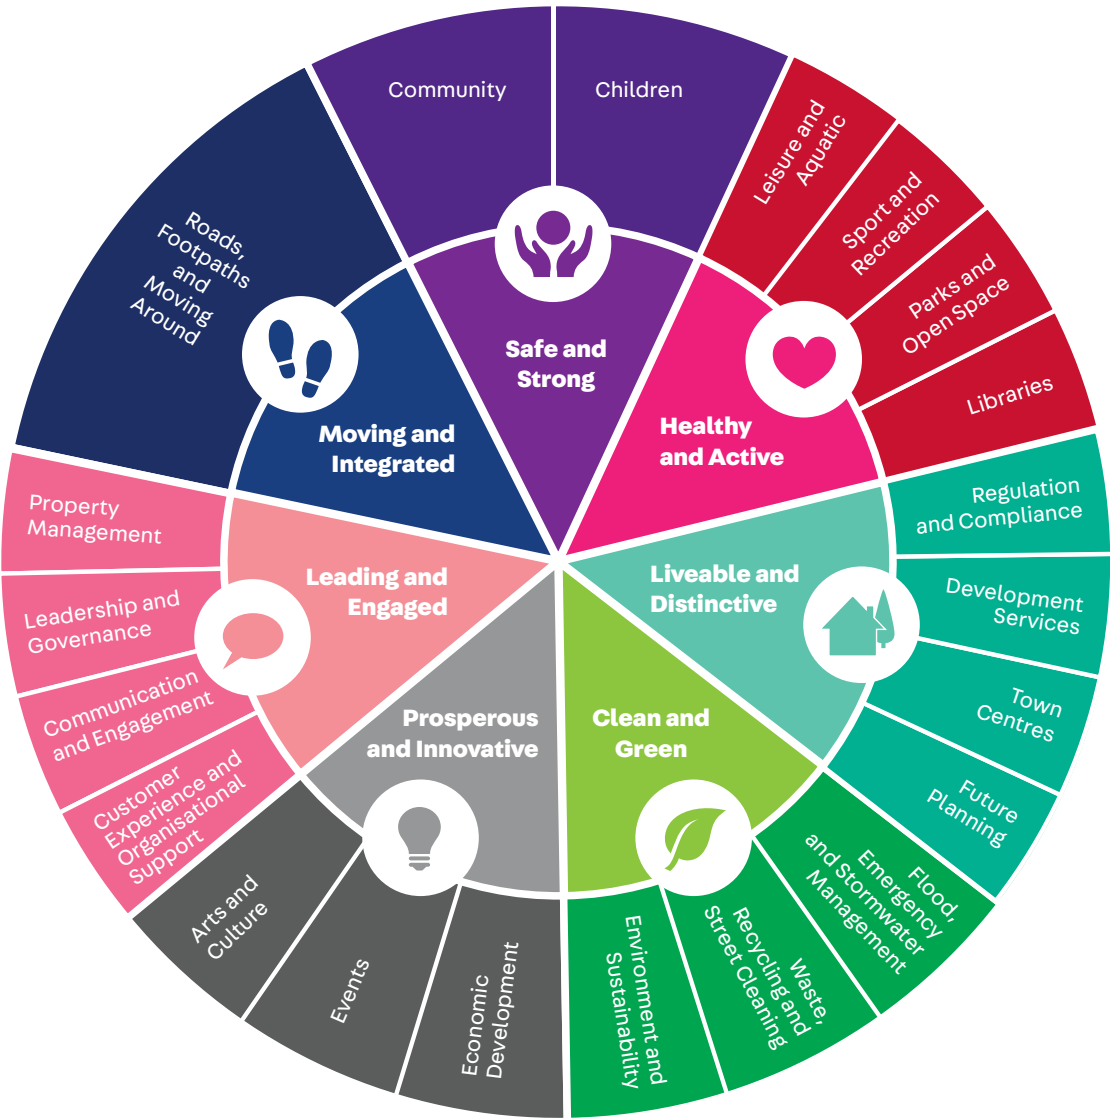 Community
Children
Leisure and
Aquatic
Sport and
Recreation
Parks and
Open Space
Libraries
Safe and
Strong
Healthy
and Active
Regulation
and Compliance
Development
Services
Town
Centres
Future
Planning
Liveable and
Distinctive
Clean and
Green
Flood,
Emergency
and Stormwater
Management
Waste,
Recycling and
Street Cleaning
Environment and
Sustainability
Prosperous
and Innovative
Economic
Development
Events
Arts and
Culture
Leading and
Engaged
Customer
Experience and
Organisational
Support
Communication
and Engagement
Leadership and
Governance
Property
Management
Moving and
Integrated
Roads,
Footpaths
and
Moving
Around